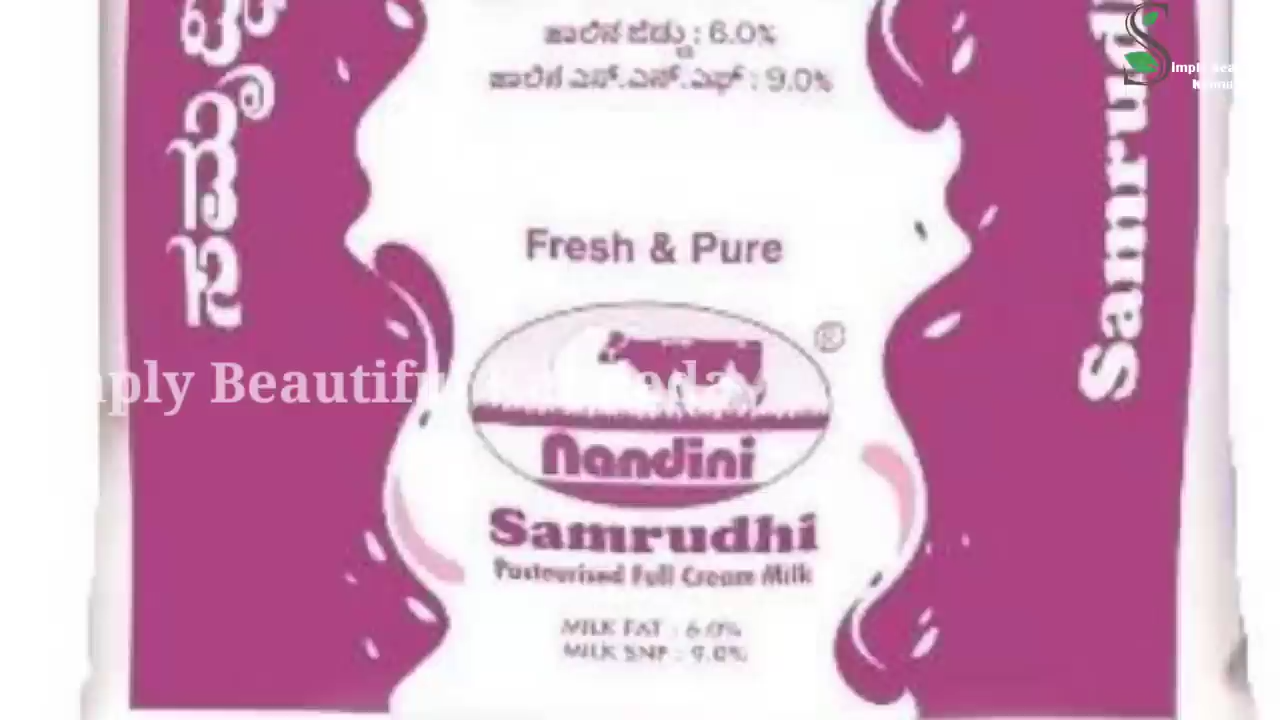 ಹಾಲಿನ ಜಿಡ್ಡು : 6.0%
ಹಾಲಿನ ಎಸ್.ಎನ್.ಎಫ್ : 9.0%
Fresh & Pure
®
nandini
Samrudhi
Pasteurised Full Cream Milk
MILK FAT : 6.0%
MILK SNF : 9.0%
Samrud
S